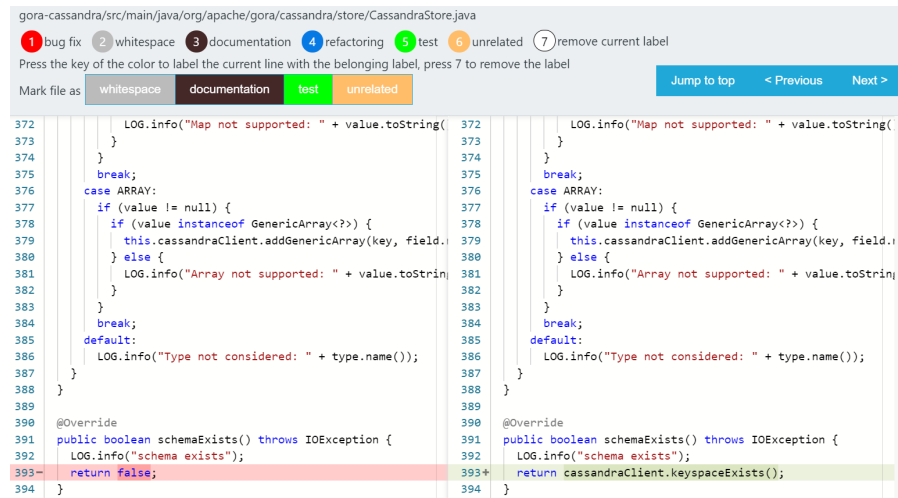 gora-cassandra/src/main/java/org/apache/gora/cassandra/store/CassandraStore.java
1 bug fix 2 whitespace 3 documentation 4 refactoring 5 test 6 unrelated 7 remove current label
Press the key of the color to label the current line with the belonging label, press 7 to remove the label
Mark file as whitespace documentation test unrelated Jump to top < Previous Next >
372 LOG.info("Map not supported: " + value.toString( 372 LOG.info("Map not supported: " + value.toString(
373 } 373 }
374 } 374 }
375 break; 375 break;
376 case ARRAY: 376 case ARRAY:
377 if (value != null) { 377 if (value != null) {
378 if (value instanceof GenericArray<?>) { 378 if (value instanceof GenericArray<?>) {
379 this.cassandraClient.addGenericArray(key, field. 379 this.cassandraClient.addGenericArray(key, field.
380 } else { 380 } else {
381 LOG.info("Array not supported: " + value.toString 381 LOG.info("Array not supported: " + value.toString
382 } 382 }
383 } 383 }
384 break; 384 break;
385 default: 385 default:
386 LOG.info("Type not considered: " + type.name()); 386 LOG.info("Type not considered: " + type.name());
387 } 387 }
388 } 388 }
389 389
390 @Override 390 @Override
391 public boolean schemaExists() throws IOException { 391 public boolean schemaExists() throws IOException {
392 LOG.info("schema exists"); 392 LOG.info("schema exists");
393- return false; 393+ return cassandraClient.keyspaceExists();
394 } 394 }